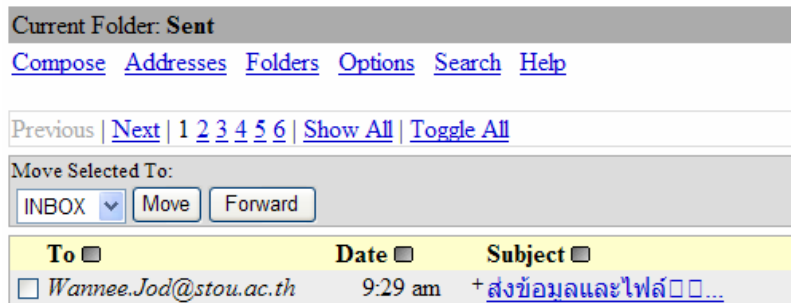 Current Folder: Sent
Compose Addresses Folders Options Search Help
Previous | Next | 1 2 3 4 5 6 | Show All | Toggle All
Move Selected To:
INBOX Move Forward
To Date Subject
Wannee.Jod@stou.ac.th 9:29 am +ส่งข้อมูลและไฟล์□□...